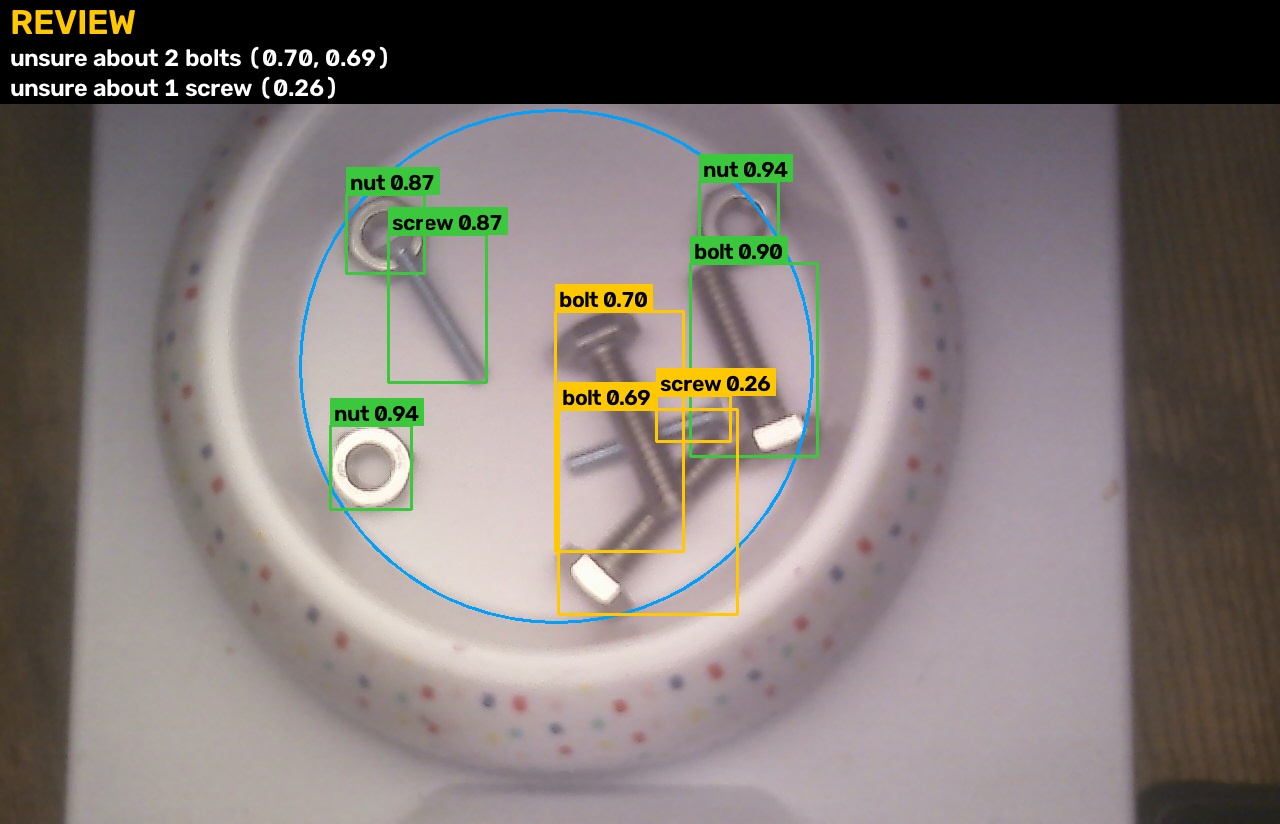 REVIEW
unsure about 2 bolts (0.70, 0.69)
unsure about 1 screw (0.26)
nut 0.94
nut 0.87
screw 0.87
bolt 0.90
bolt 0.70
screw 0.26
bolt 0.69
nut 0.94